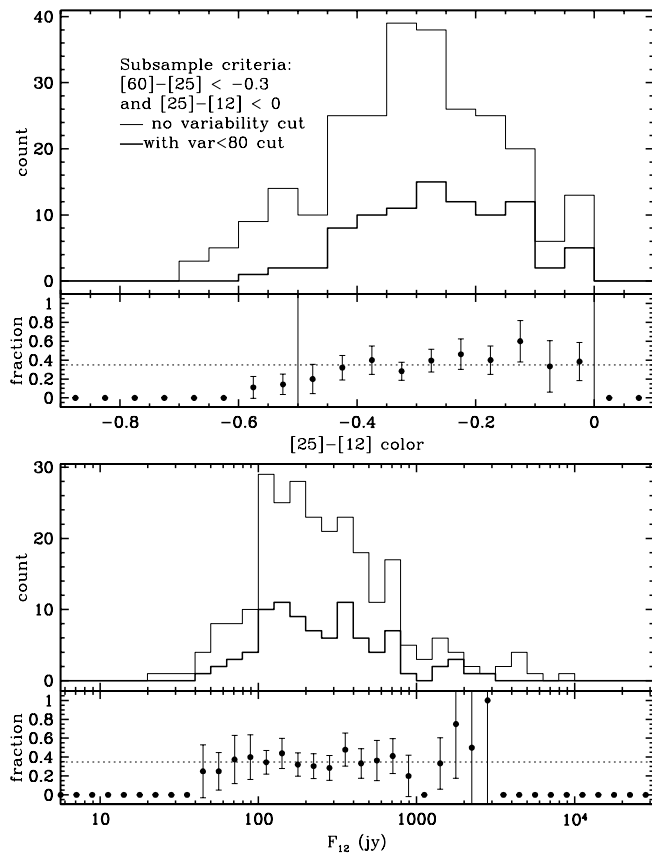 40
30
20
10
0
count
Subsample criteria:
[60]-[25] < -0.3
and [25]-[12] < 0
no variability cut
with var<80 cut
1
0.8
0.6
0.4
0.2
0
fraction
-0.8 -0.6 -0.4 -0.2 0
[25]-[12] color
30
20
10
0
count
1
0.8
0.6
0.4
0.2
0
fraction
10 100 1000 10⁴
F₁₂ (jy)